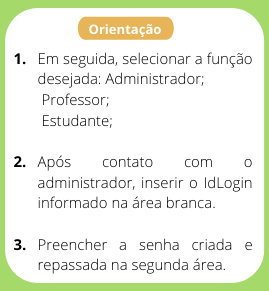 Orientação
1. Em seguida, selecionar a função
desejada: Administrador;
Professor;
Estudante;
2. Após contato com o
administrador, inserir o IdLogin
informado na área branca.
3. Preencher a senha criada e
repassada na segunda área.